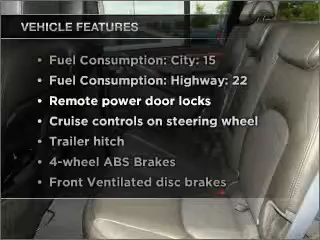 VEHICLE FEATURES
• Fuel Consumption: City: 15
• Fuel Consumption: Highway: 22
• Remote power door locks
• Cruise controls on steering wheel
• Trailer hitch
• 4-wheel ABS Brakes
• Front Ventilated disc brakes